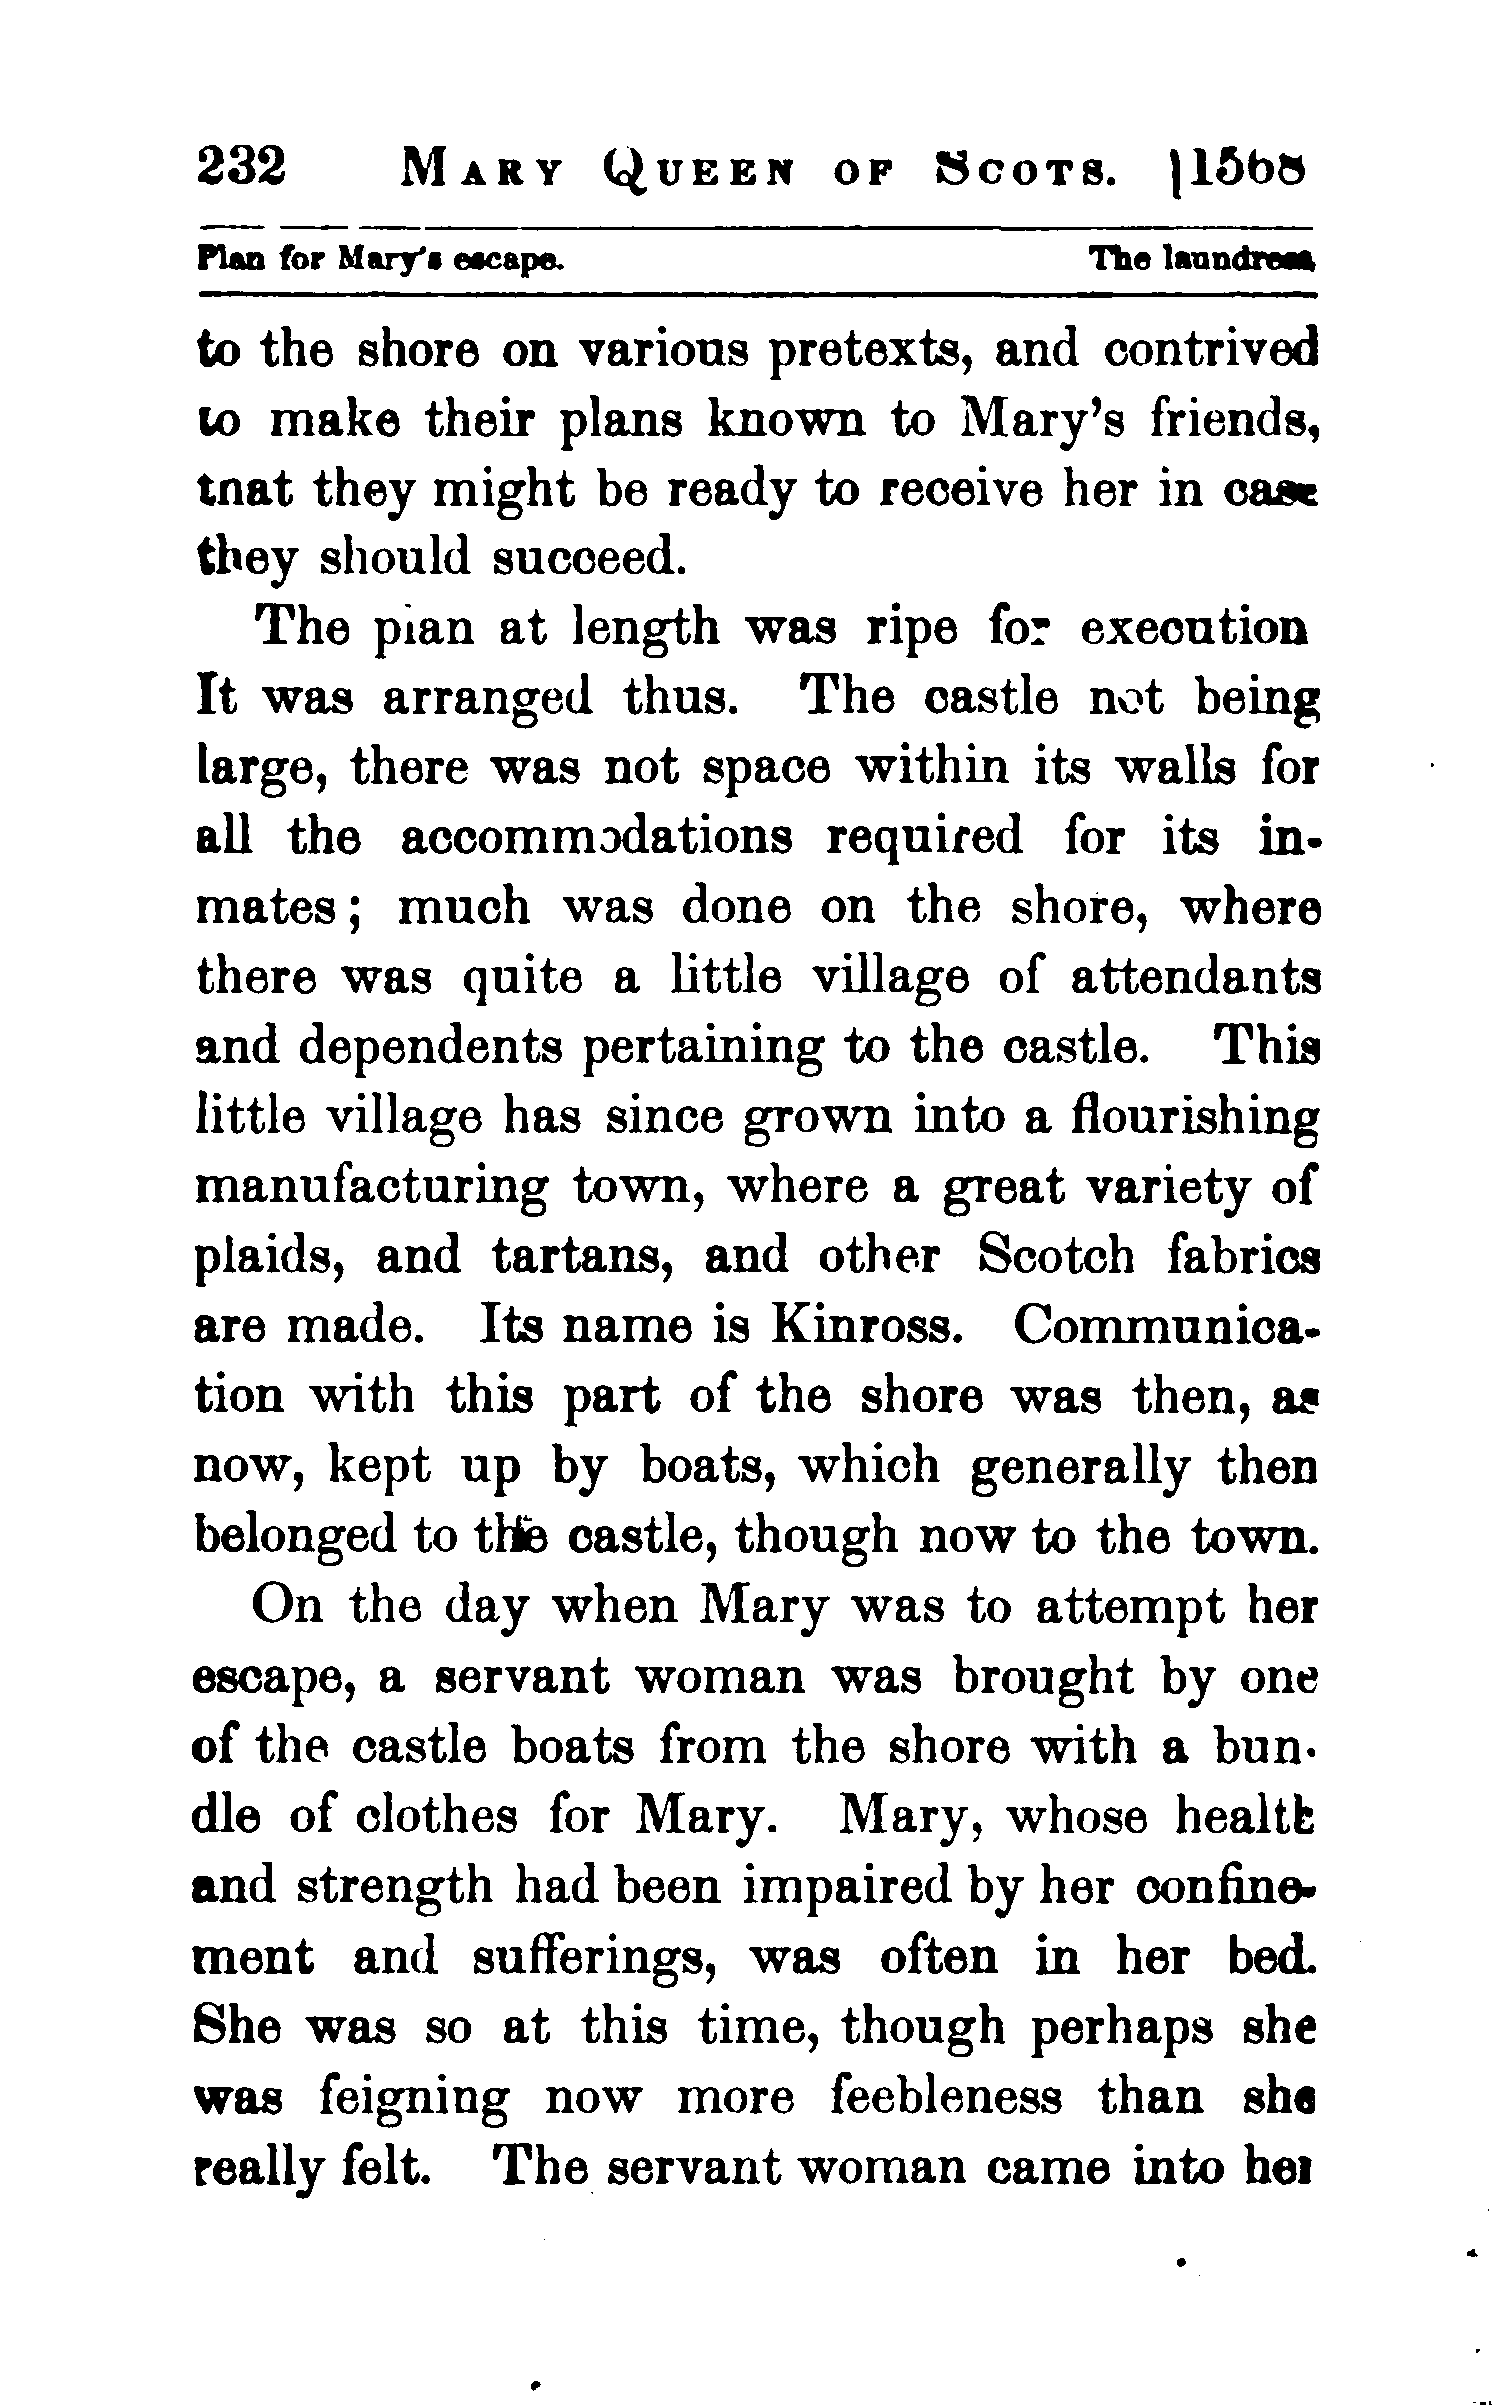 232 MARY QUEEN OF SCOTS. [1568
Plan for Mary's escape. The laundress
to the shore on various pretexts, and contrived
to make their plans known to Mary's friends,
that they might be ready to receive her in case
they should succeed.
The plan at length was ripe for execution
It was arranged thus. The castle not being
large, there was not space within its walls for
all the accommodations required for its in-
mates; much was done on the shore, where
there was quite a little village of attendants
and dependents pertaining to the castle. This
little village has since grown into a flourishing
manufacturing town, where a great variety of
plaids, and tartans, and other Scotch fabrics
are made. Its name is Kinross. Communica-
tion with this part of the shore was then, as
now, kept up by boats, which generally then
belonged to the castle, though now to the town.
On the day when Mary was to attempt her
escape, a servant woman was brought by one
of the castle boats from the shore with a bun-
dle of clothes for Mary. Mary, whose health
and strength had been impaired by her confine-
ment and sufferings, was often in her bed.
She was so at this time, though perhaps she
was feigning now more feebleness than she
really felt. The servant woman came into her